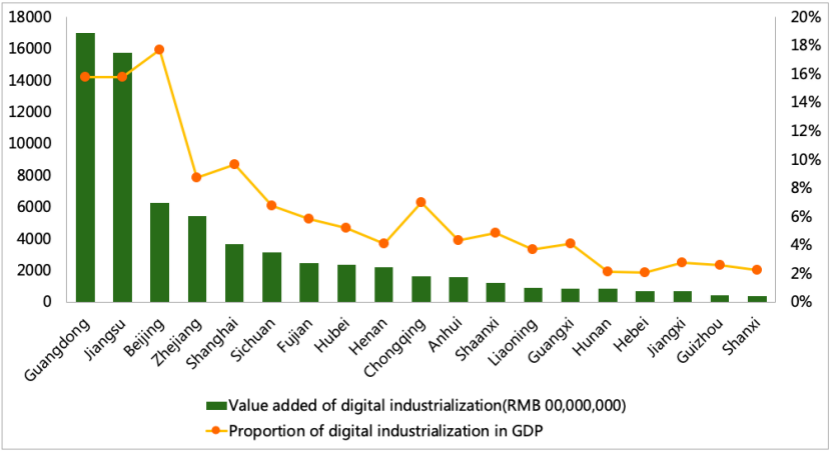 18000
16000
14000
12000
10000
8000
6000
4000
2000
0
20%
18%
16%
14%
12%
10%
8%
6%
4%
2%
0%
Guangdong
Jiangsu
Beijing
Zhejiang
Shanghai
Sichuan
Fujian
Hubei
Henan
Chongqing
Anhui
Shaanxi
Liaoning
Guangxi
Hunan
Hebei
Jiangxi
Guizhou
Shanxi
Value added of digital industrialization(RMB 00,000,000)
Proportion of digital industrialization in GDP